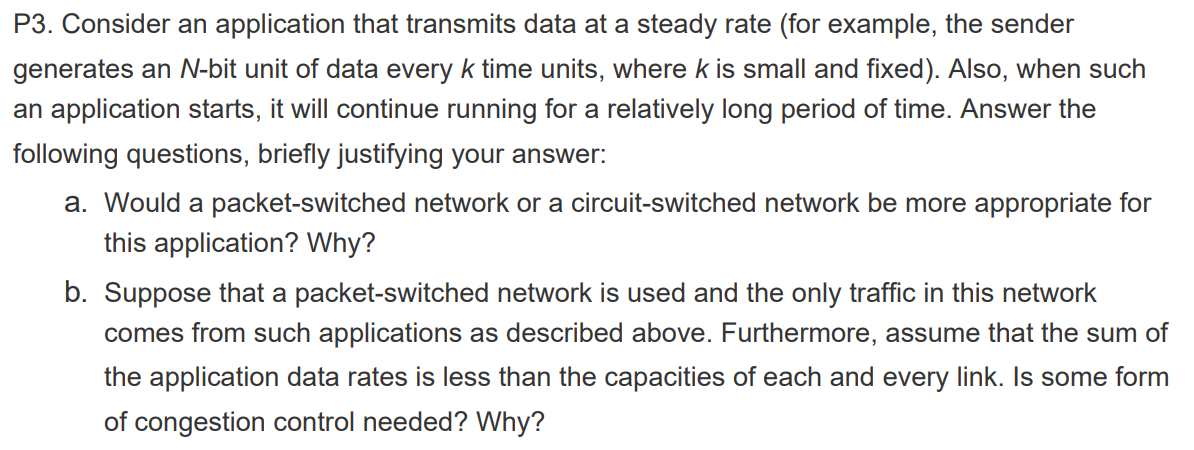 P3. Consider an application that transmits data at a steady rate (for example, the sender
generates an N-bit unit of data every k time units, where k is small and fixed). Also, when such
an application starts, it will continue running for a relatively long period of time. Answer the
following questions, briefly justifying your answer:
a. Would a packet-switched network or a circuit-switched network be more appropriate for
this application? Why?
b. Suppose that a packet-switched network is used and the only traffic in this network
comes from such applications as described above. Furthermore, assume that the sum of
the application data rates is less than the capacities of each and every link. Is some form
of congestion control needed? Why?